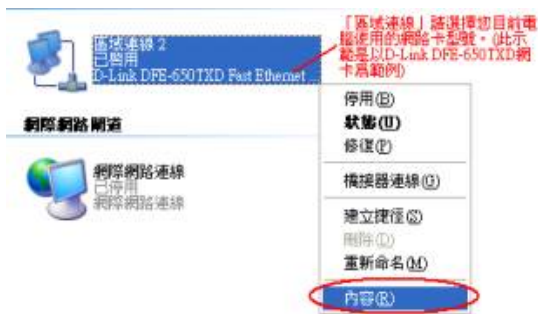 區域連線 2
已啟用
D-Link DFE-650TXD Fast Ethernet ...
「區域連線」請選擇您目前電
腦使用的網路卡型號。(此示
範是以D-Link DFE-650TXD網
卡為範例)
網際網路閘道
網際網路連線
已停用
網際網路連線
停用(B)
狀態(U)
修復(P)
橋接器連線(G)
建立捷徑(S)
刪除(D)
重新命名(M)
內容(R)